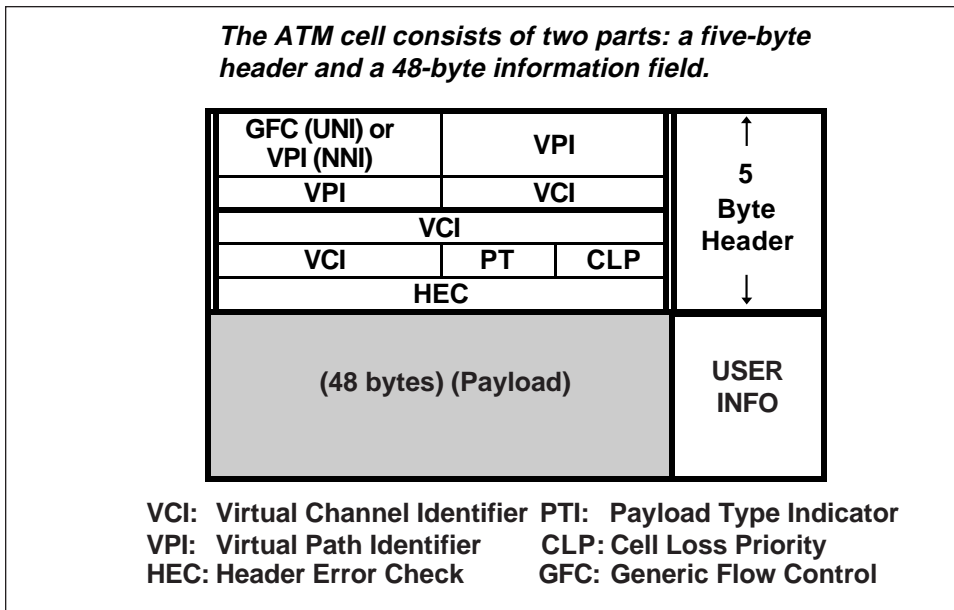 The ATM cell consists of two parts: a five-byte
header and a 48-byte information field.
GFC (UNI) or
VPI (NNI)
VPI
VPI
VCI
VCI
VCI
PT
CLP
HEC
↑
5
Byte
Header
↓
(48 bytes) (Payload)
USER
INFO
VCI: Virtual Channel Identifier PTI: Payload Type Indicator
VPI: Virtual Path Identifier CLP: Cell Loss Priority
HEC: Header Error Check GFC: Generic Flow Control